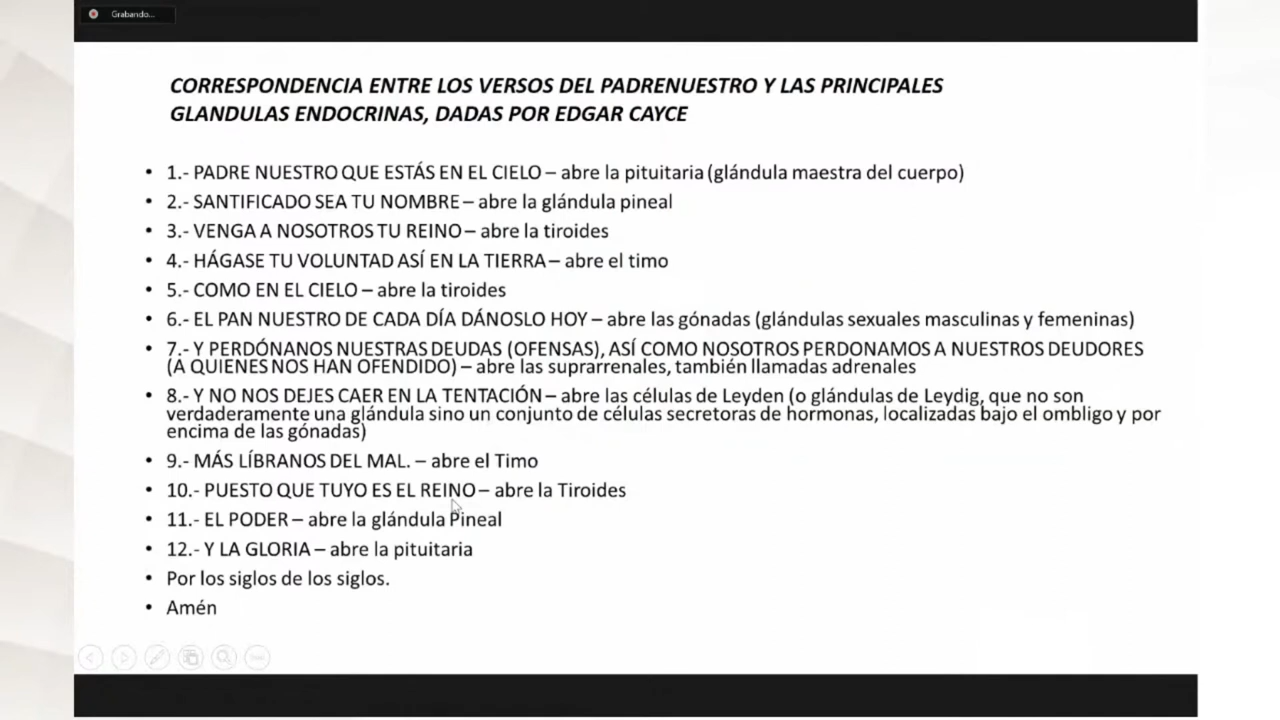 Grabando...
CORRESPONDENCIA ENTRE LOS VERSOS DEL PADRENUESTRO Y LAS PRINCIPALES
GLANDULAS ENDOCRINAS, DADAS POR EDGAR CAYCE
• 1.- PADRE NUESTRO QUE ESTÁS EN EL CIELO – abre la pituitaria (glándula maestra del cuerpo)
• 2.- SANTIFICADO SEA TU NOMBRE – abre la glándula pineal
• 3.- VENGA A NOSOTROS TU REINO – abre la tiroides
• 4.- HÁGASE TU VOLUNTAD ASÍ EN LA TIERRA – abre el timo
• 5.- COMO EN EL CIELO – abre la tiroides
• 6.- EL PAN NUESTRO DE CADA DÍA DÁNOSLO HOY – abre las gónadas (glándulas sexuales masculinas y femeninas)
• 7.- Y PERDÓNANOS NUESTRAS DEUDAS (OFENSAS), ASÍ COMO NOSOTROS PERDONAMOS A NUESTROS DEUDORES
(A QUIENES NOS HAN OFENDIDO) – abre las suprarrenales, también llamadas adrenales
• 8.- Y NO NOS DEJES CAER EN LA TENTACIÓN – abre las células de Leyden (o glándulas de Leydig, que no son
verdaderamente una glándula sino un conjunto de células secretoras de hormonas, localizadas bajo el ombligo y por
encima de las gónadas)
• 9.- MÁS LÍBRANOS DEL MAL. – abre el Timo
• 10.- PUESTO QUE TUYO ES EL REINO – abre la Tiroides
• 11.- EL PODER – abre la glándula Pineal
• 12.- Y LA GLORIA – abre la pituitaria
• Por los siglos de los siglos.
• Amén